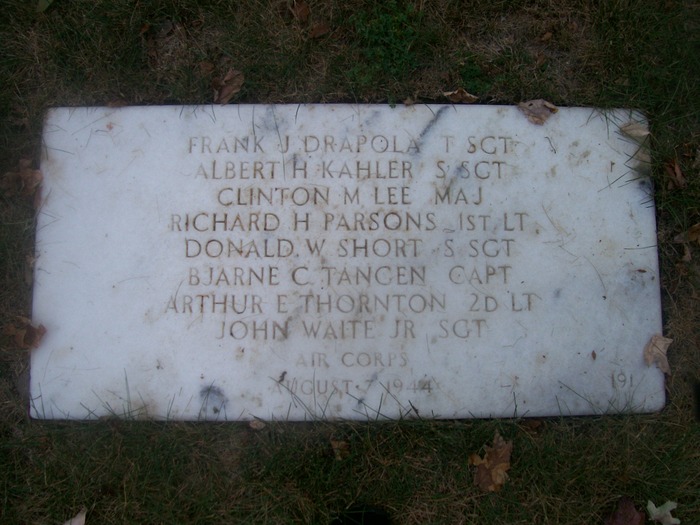 FRANK J DRAPOLA T SGT
ALBERT H KAHLER S SGT
CLINTON M LEE MAJ
RICHARD H PARSONS 1ST LT
DONALD W SHORT S SGT
BJARNE C TANGEN CAPT
ARTHUR E THORNTON 2D LT
JOHN WAITE JR SGT
AIR CORPS
AUGUST 7 1944
191